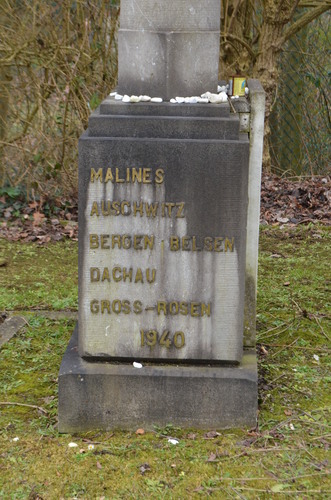 MALINES
AUSCHWITZ
BERGEN-BELSEN
DACHAU
GROSS-ROSEN
1940